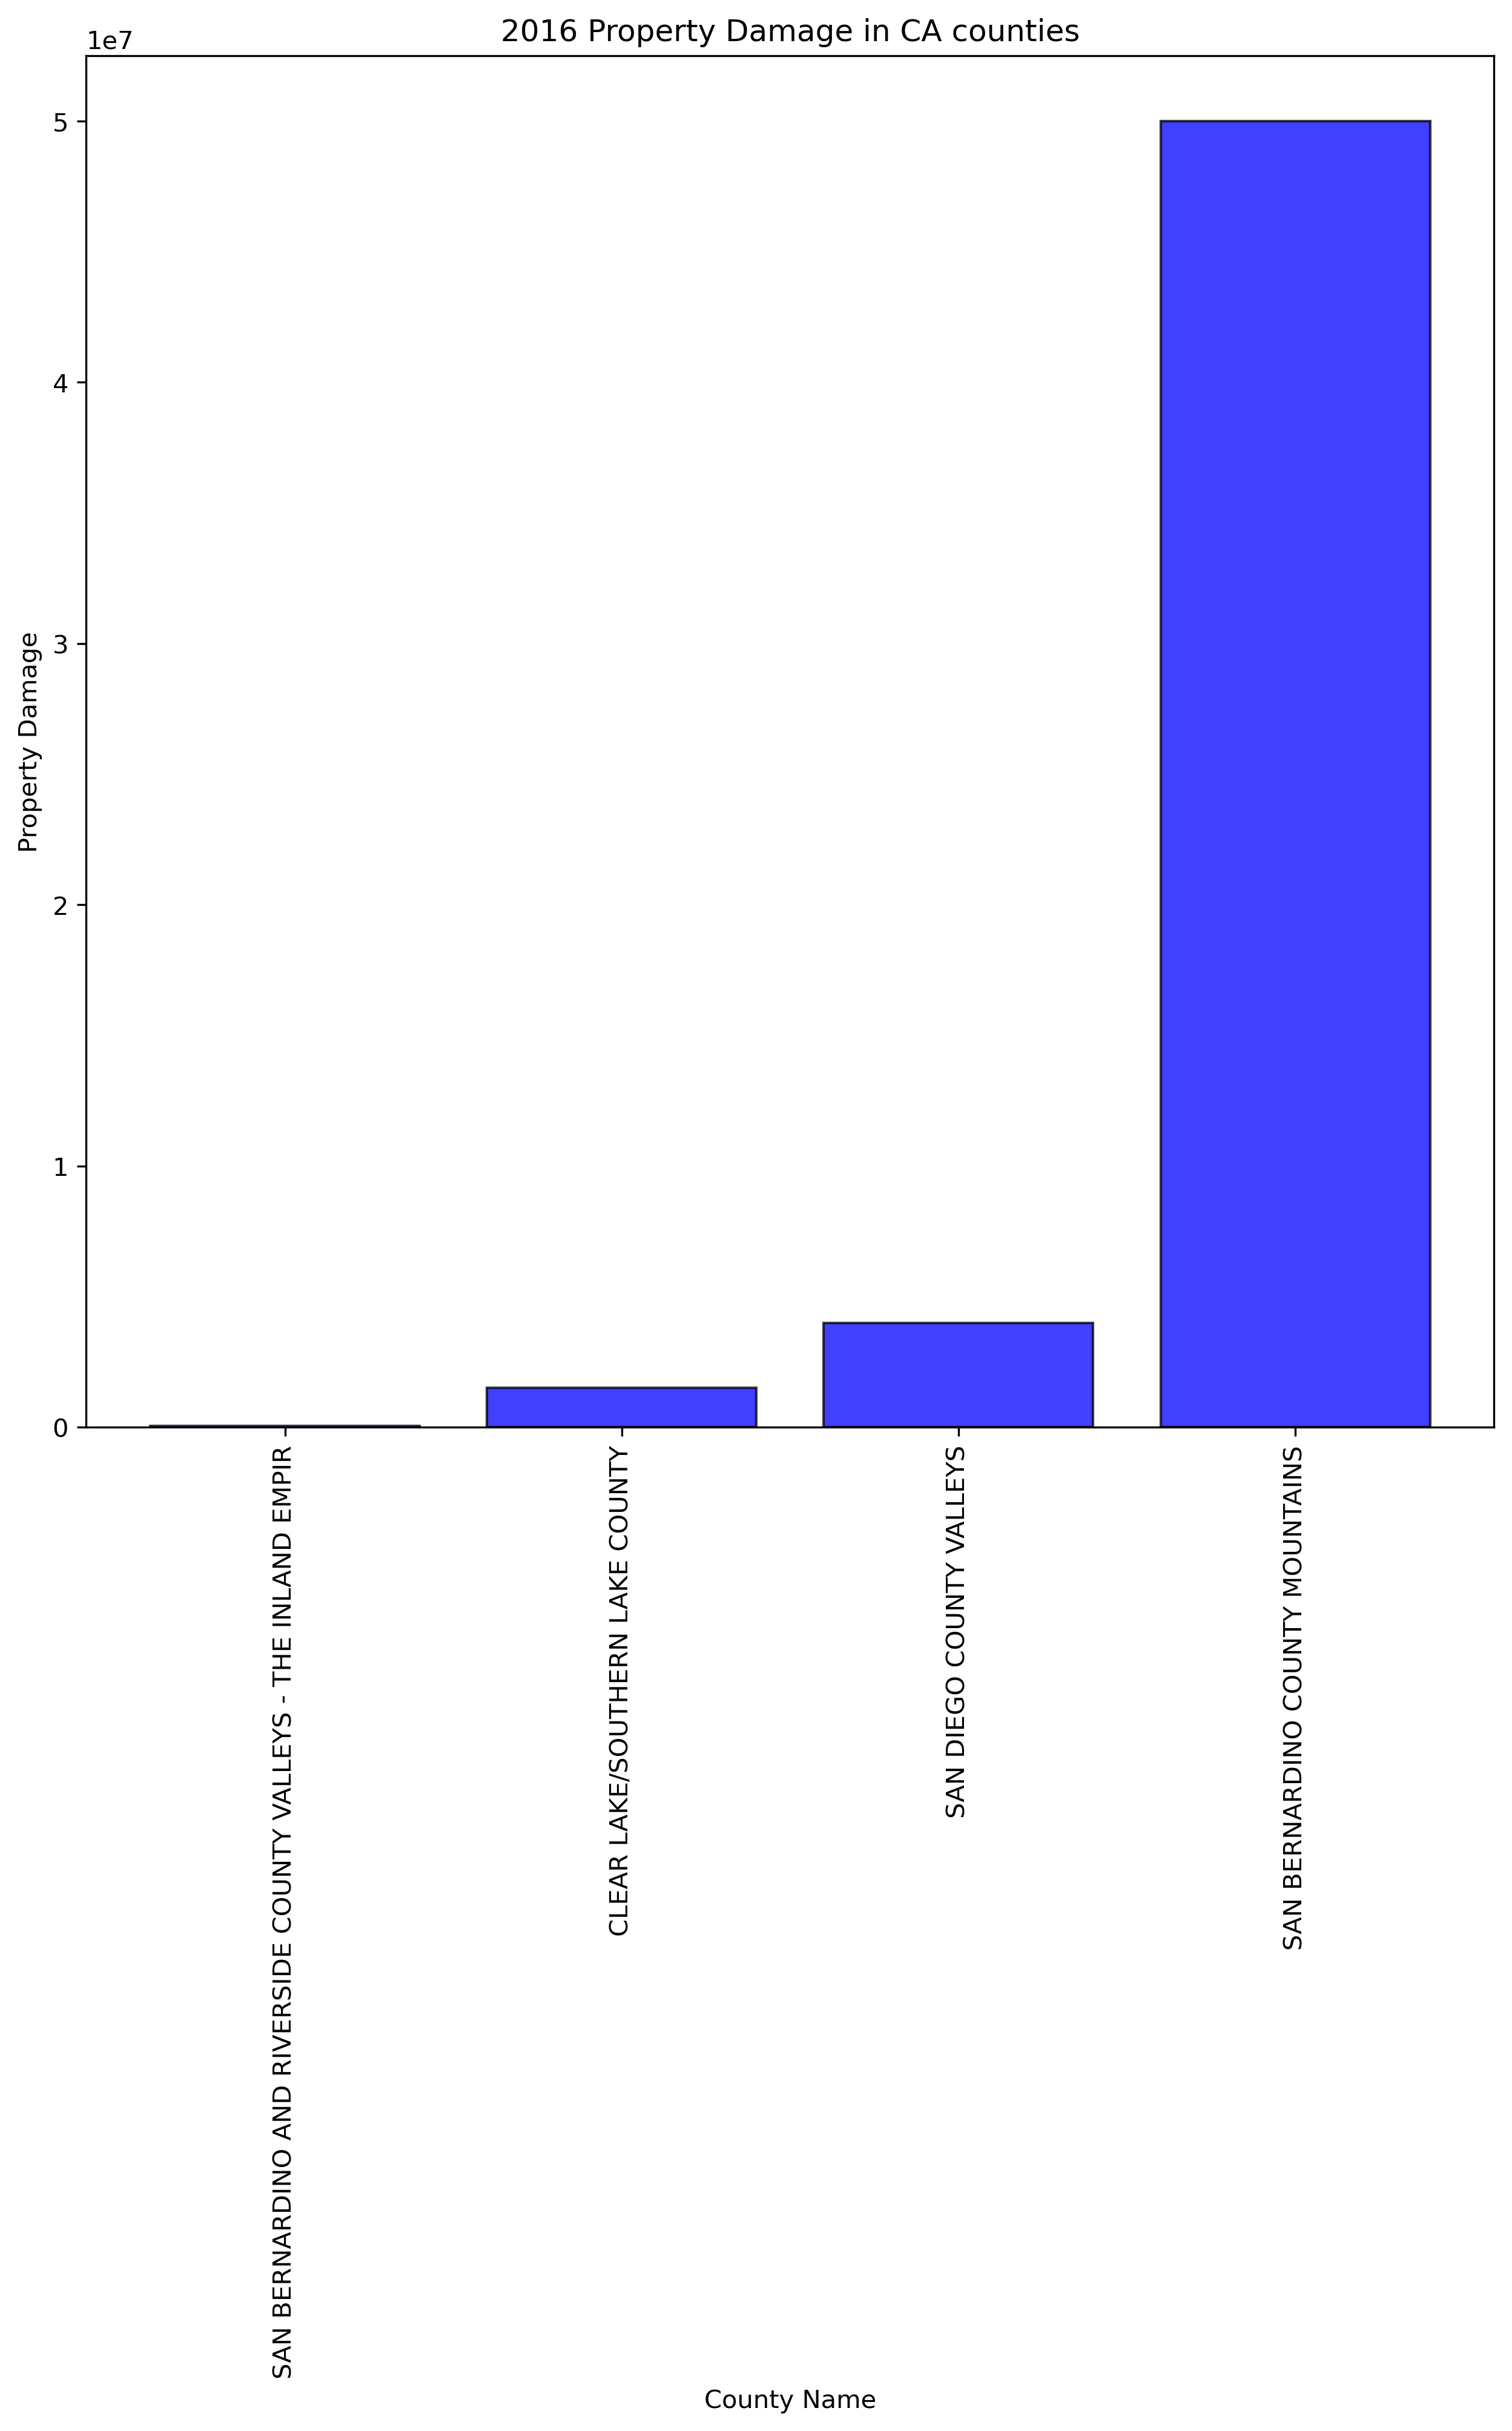 2016 Property Damage in CA counties
1e7
5
4
3
2
1
0
Property Damage
SAN BERNARDINO AND RIVERSIDE COUNTY VALLEYS - THE INLAND EMPIR
CLEAR LAKE/SOUTHERN LAKE COUNTY
SAN DIEGO COUNTY VALLEYS
SAN BERNARDINO COUNTY MOUNTAINS
County Name